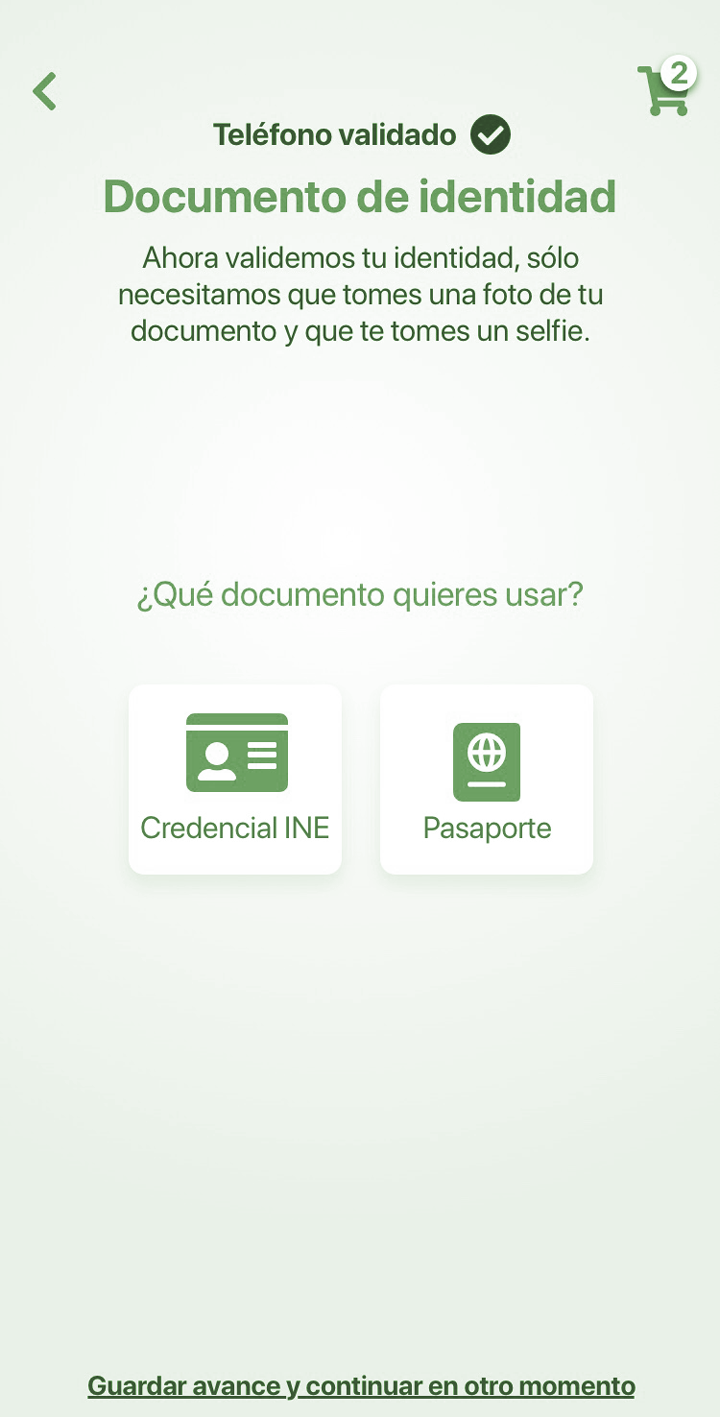 2
Teléfono validado
Documento de identidad
Ahora validemos tu identidad, sólo
necesitamos que tomes una foto de tu
documento y que te tomes un selfie.
¿Qué documento quieres usar?
Credencial INE
Pasaporte
Guardar avance y continuar en otro momento